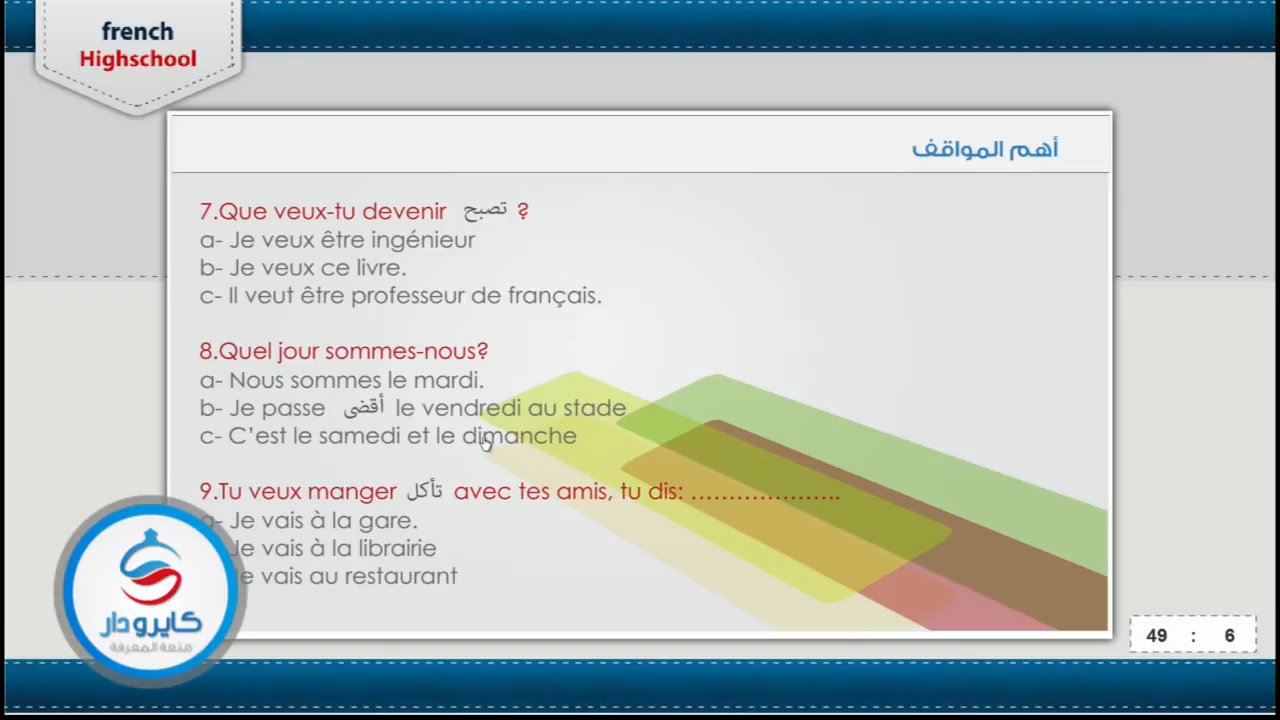 french
Highschool
أهم المواقف
7.Que veux-tu devenir تصبح ?
a- Je veux être ingénieur
b- Je veux ce livre.
c- Il veut être professeur de français.
8.Quel jour sommes-nous?
a- Nous sommes le mardi.
b- Je passe أقضى le vendredi au stade
c- C’est le samedi et le dimanche
9.Tu veux manger تأكل avec tes amis, tu dis: ………………..
a- Je vais à la gare.
Je vais à la librairie
e vais au restaurant
كايرودار
متعة المعرفة
49 : 6